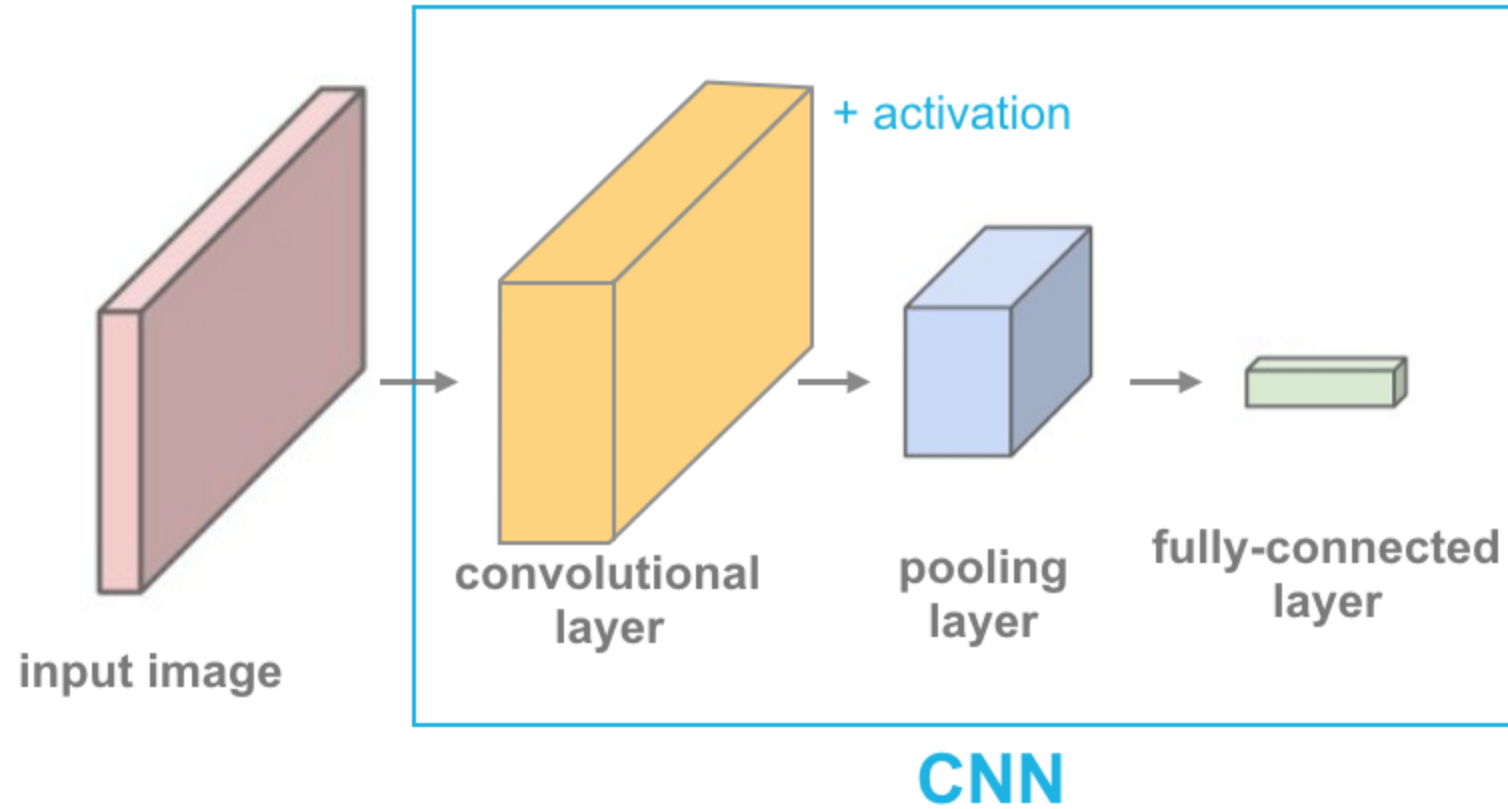 + activation
convolutional
layer
pooling
layer
fully-connected
layer
input image
CNN